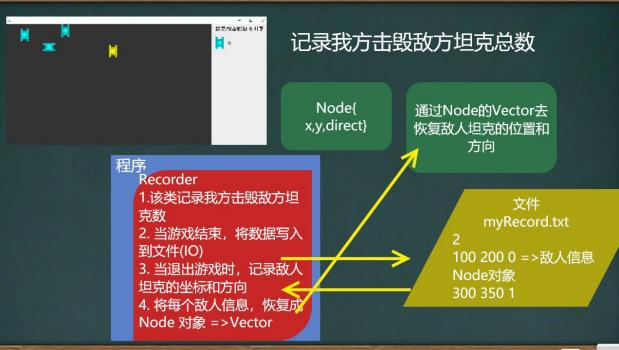 记录我方击毁敌方坦克总数
Node{
x,y,direct}
通过Node的Vector去
恢复敌人坦克的位置和
方向
程序
Recorder
1.该类记录我方击毁敌方坦
克数
2. 当游戏结束，将数据写入
到文件(IO)
3. 当退出游戏时，记录敌人
坦克的坐标和方向
4. 将每个敌人信息，恢复成
Node 对象 =>Vector
文件
myRecord.txt
2
100 200 0 =>敌人信息
Node对象
300 350 1